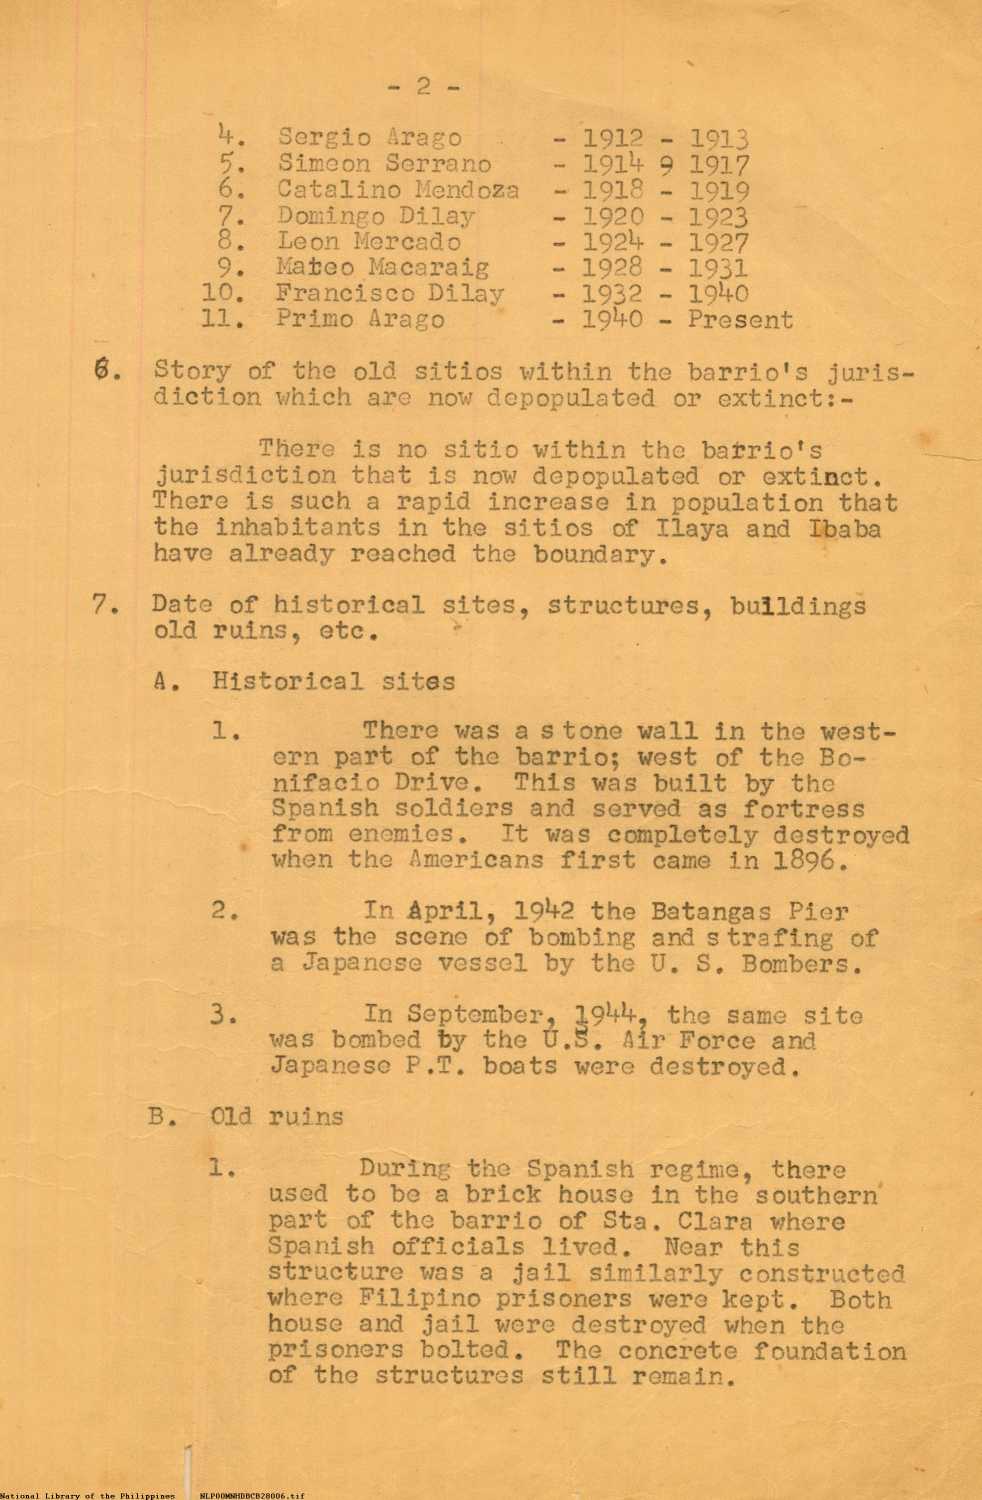 - 2 -
4. Sergio Arago - 1912 - 1913
5. Simeon Serrano - 1914 9 1917
6. Catalino Mendoza - 1918 - 1919
7. Domingo Dilay - 1920 - 1923
8. Leon Mercado - 1924 - 1927
9. Mateo Macaraig - 1928 - 1931
10. Francisco Dilay - 1932 - 1940
11. Primo Arago - 1940 - Present
6. Story of the old sitios within the barrio's juris-
diction which are now depopulated or extinct:-
There is no sitio within the barrio's
jurisdiction that is now depopulated or extinct.
There is such a rapid increase in population that
the inhabitants in the sitios of Ilaya and Ibaba
have already reached the boundary.
7. Date of historical sites, structures, buildings
old ruins, etc.
A. Historical sites
1. There was a stone wall in the west-
ern part of the barrio; west of the Bo-
nifacio Drive. This was built by the
Spanish soldiers and served as fortress
from enemies. It was completely destroyed
when the Americans first came in 1896.
2. In April, 1942 the Batangas Pier
was the scene of bombing and strafing of
a Japanese vessel by the U. S. Bombers.
3. In September, 1944, the same site
was bombed by the U.S. Air Force and
Japanese P.T. boats were destroyed.
B. Old ruins
1. During the Spanish regime, there
used to be a brick house in the southern
part of the barrio of Sta. Clara where
Spanish officials lived. Near this
structure was a jail similarly constructed
where Filipino prisoners were kept. Both
house and jail were destroyed when the
prisoners bolted. The concrete foundation
of the structures still remain.
National Library of the Philippines NLPO0MNHDBCB28006.tif